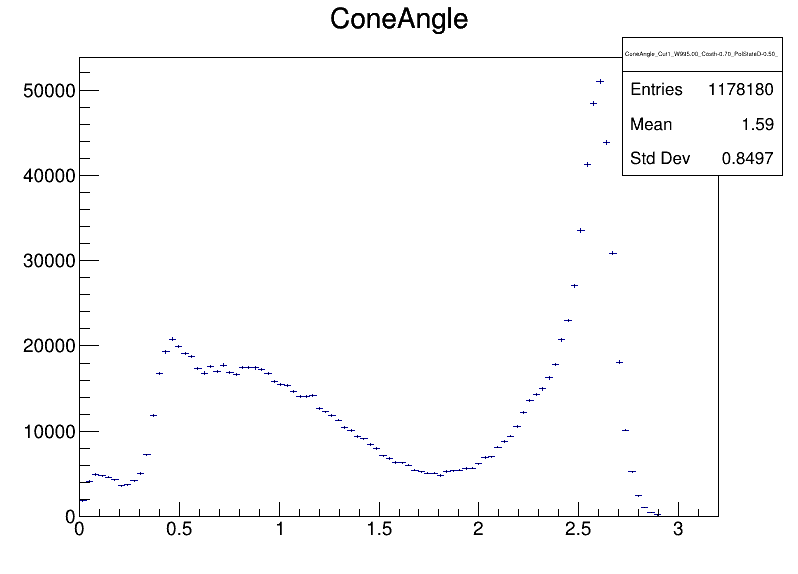 ConeAngle
ConeAngle_Cut1_W995.00_Costh-0.70_PolStateD-0.50_
Entries 1178180
Mean 1.59
Std Dev 0.8497
50000
40000
30000
20000
10000
0
0 0.5 1 1.5 2 2.5 3